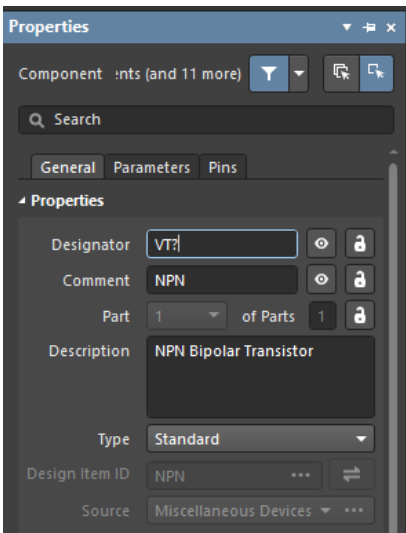 Properties
Component :nts (and 11 more)
Search
General Parameters Pins
Properties
Designator VT?
Comment NPN
Part 1 of Parts 1
Description NPN Bipolar Transistor
Type Standard
Design Item ID NPN ...
Source Miscellaneous Devices ...